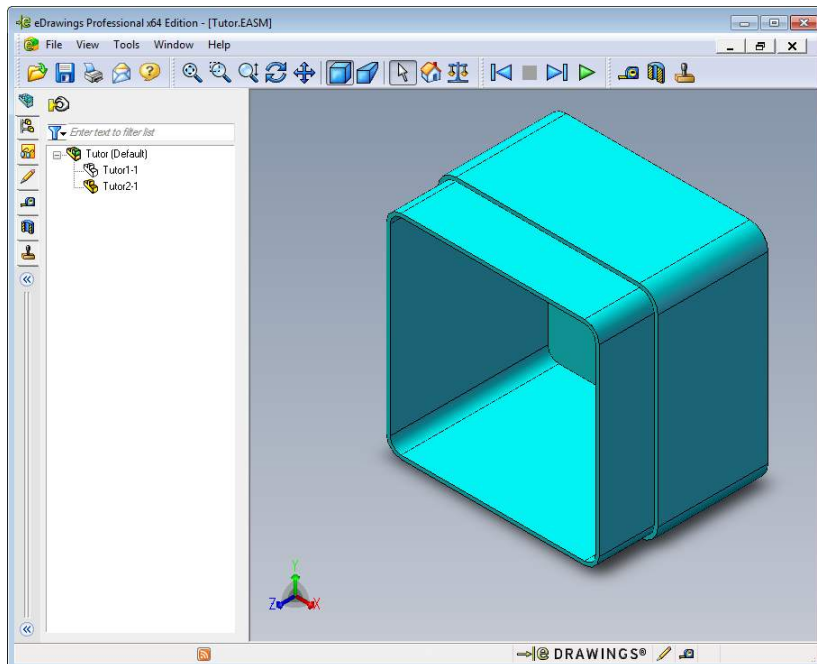 eDrawings Professional x64 Edition - [Tutor.EASM]
File View Tools Window Help
Enter text to filter list
Tutor (Default)
Tutor1-1
Tutor2-1
Y
Z X
DRAWINGS®